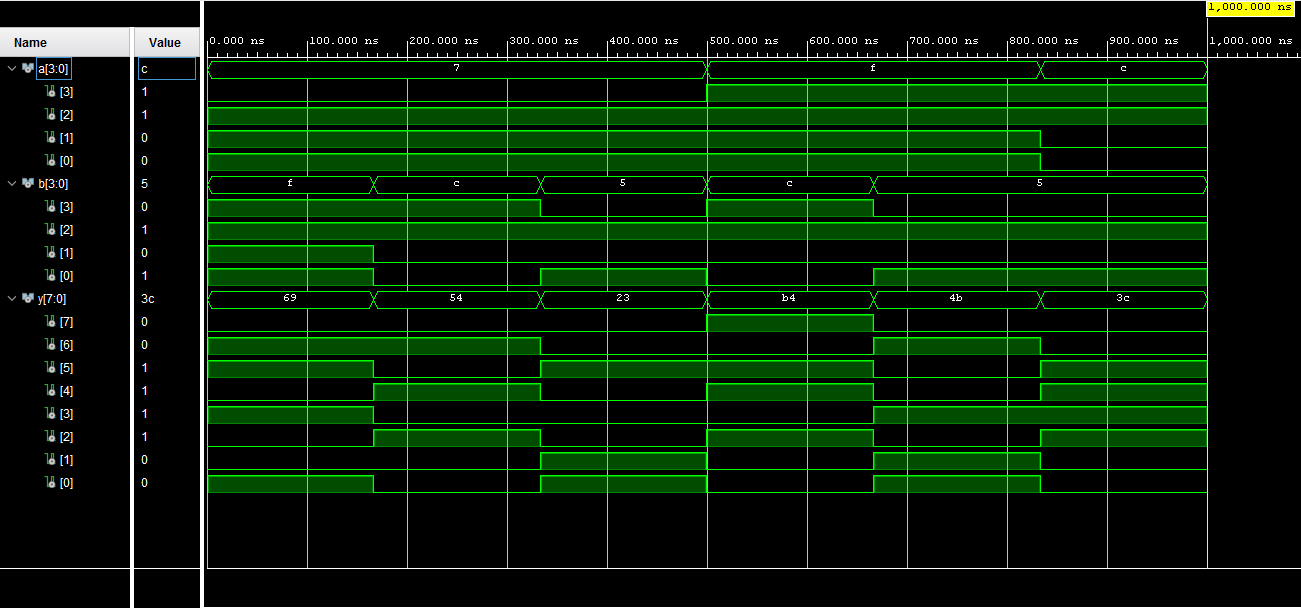 1,000.000 ns
Name Value
0.000 ns 100.000 ns 200.000 ns 300.000 ns 400.000 ns 500.000 ns 600.000 ns 700.000 ns 800.000 ns 900.000 ns 1,000.000 ns
a[3:0] c 7 f c
[3] 1
[2] 1
[1] 0
[0] 0
b[3:0] 5 f c 5 c 5
[3] 0
[2] 1
[1] 0
[0] 1
y[7:0] 3c 69 54 23 b4 4b 3c
[7] 0
[6] 0
[5] 1
[4] 1
[3] 1
[2] 1
[1] 0
[0] 0